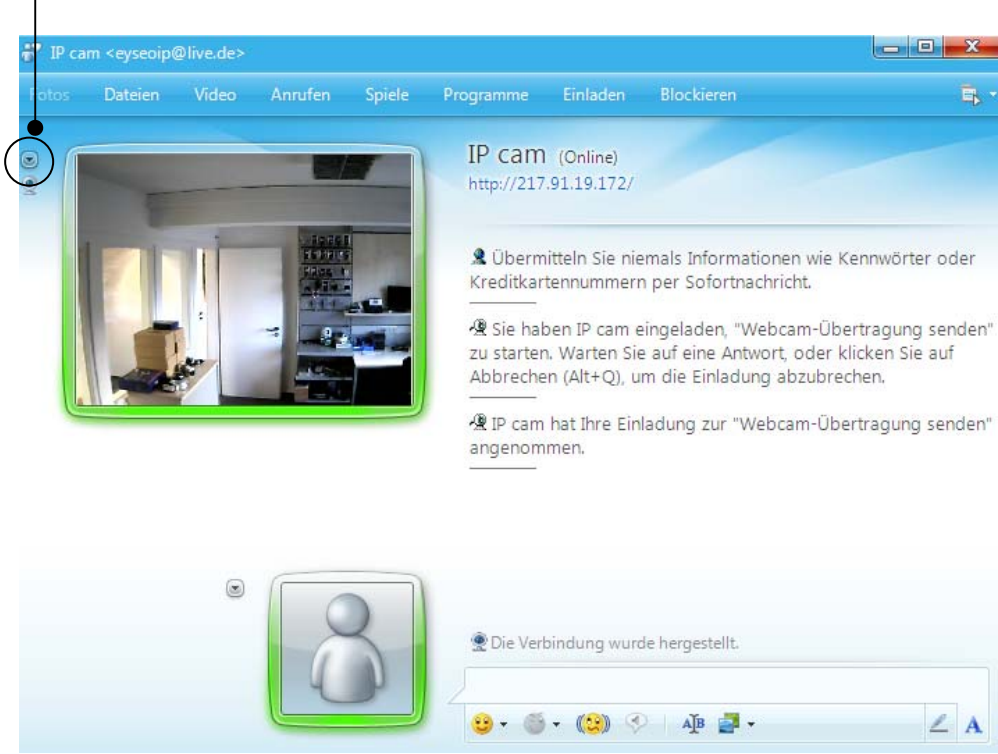 IP cam <eyseoip@live.de>
Fotos Dateien Video Anrufen Spiele Programme Einladen Blockieren
IP cam (Online)
http://217.91.19.172/
Übermitteln Sie niemals Informationen wie Kennwörter oder
Kreditkartennummern per Sofortnachricht.
Sie haben IP cam eingeladen, "Webcam-Übertragung senden"
zu starten. Warten Sie auf eine Antwort, oder klicken Sie auf
Abbrechen (Alt+Q), um die Einladung abzubrechen.
IP cam hat Ihre Einladung zur "Webcam-Übertragung senden"
angenommen.
Die Verbindung wurde hergestellt.